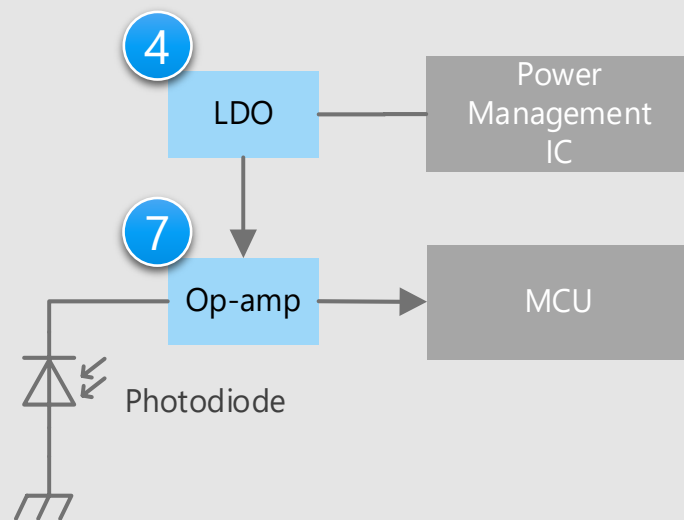 4
LDO
Power
Management
IC
7
Op-amp
MCU
Photodiode